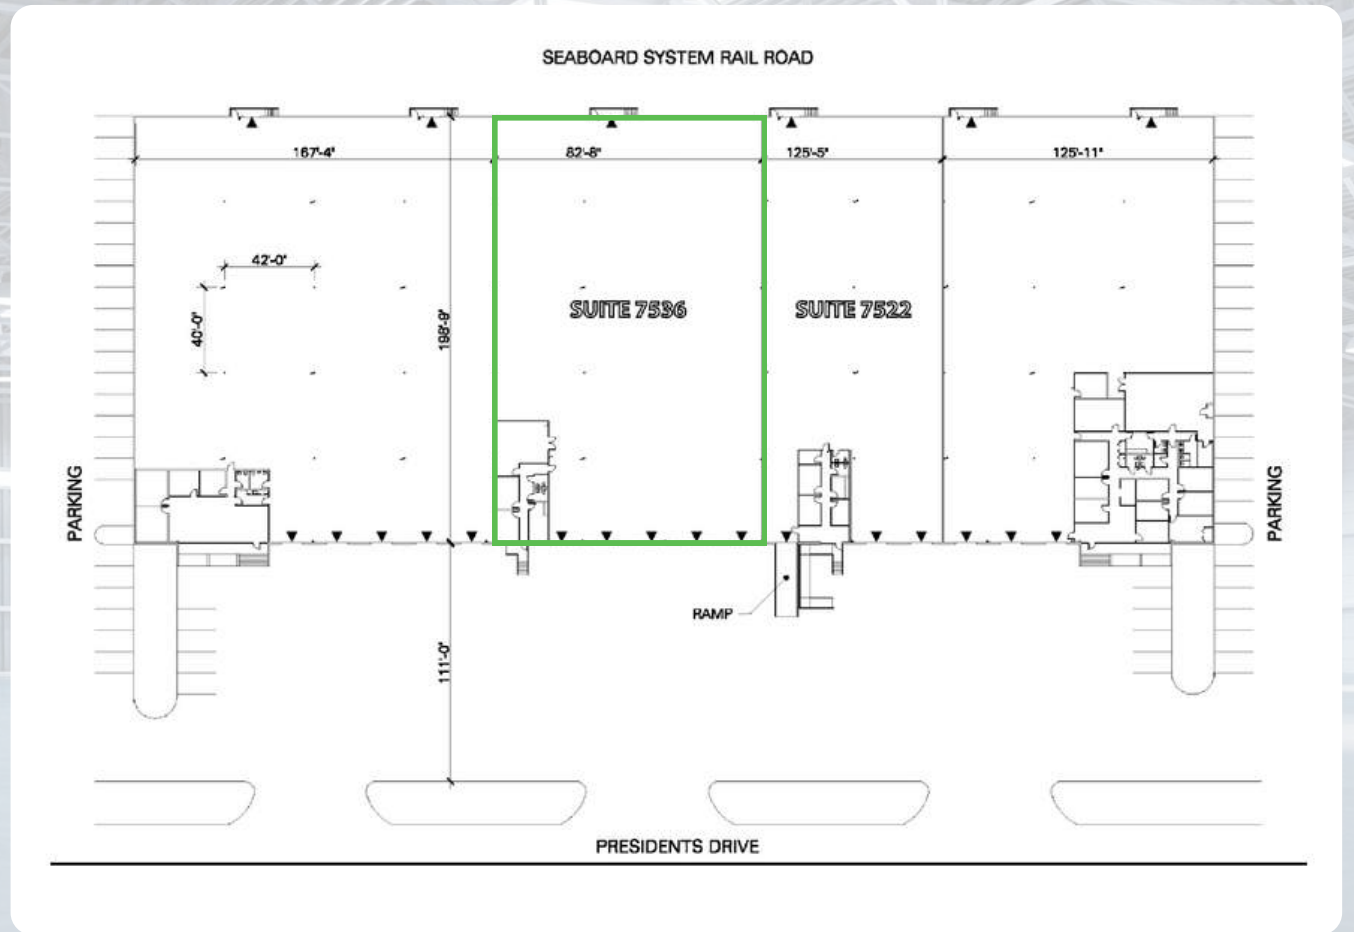 SEABOARD SYSTEM RAIL ROAD
167'-4"
82'-8"
125'-5"
125'-11"
42'-0"
40'-0"
198'-9"
SUITE 7536
SUITE 7522
PARKING
PARKING
RAMP
111'-0"
PRESIDENTS DRIVE